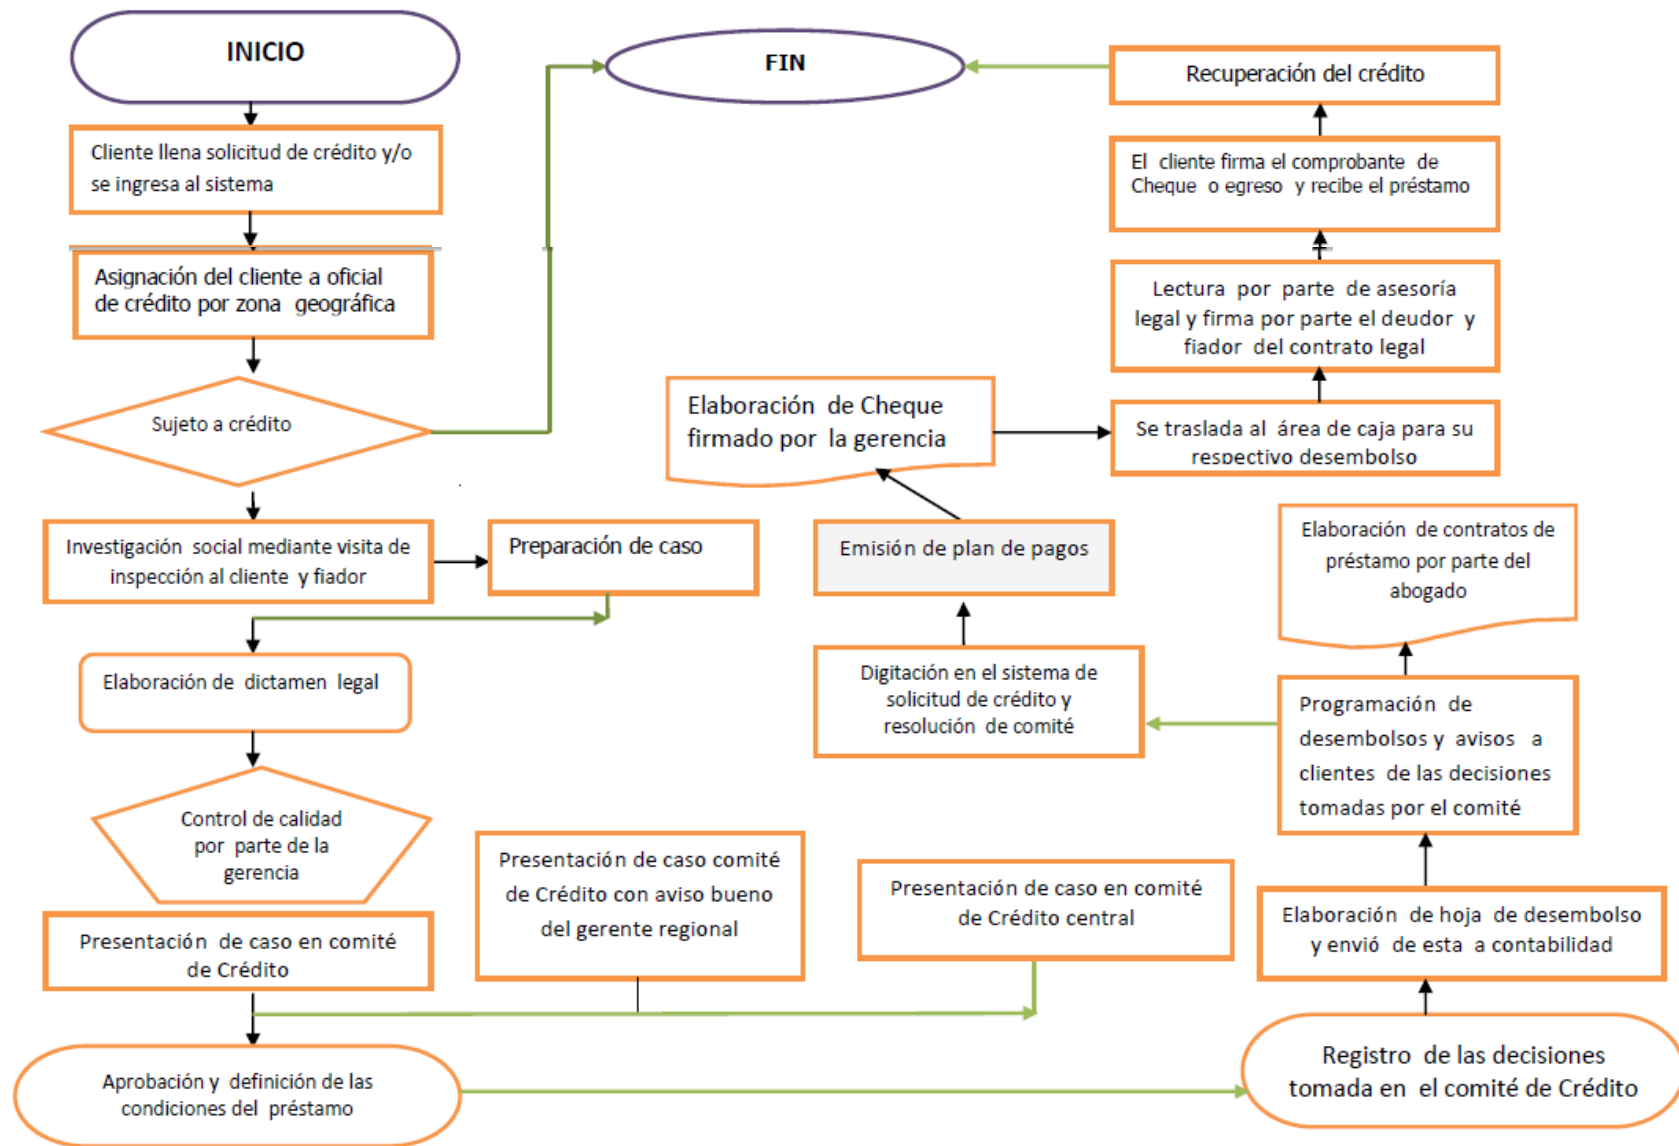 INICIO
FIN
Recuperación del crédito
Cliente llena solicitud de crédito y/o
se ingresa al sistema
El cliente firma el comprobante de
Cheque o egreso y recibe el préstamo
Asignación del cliente a oficial
de crédito por zona geográfica
Lectura por parte de asesoría
legal y firma por parte el deudor y
fiador del contrato legal
Sujeto a crédito
Elaboración de Cheque
firmado por la gerencia
Se traslada al área de caja para su
respectivo desembolso
Investigación social mediante visita de
inspección al cliente y fiador
Preparación de caso
Emisión de plan de pagos
Elaboración de contratos de
préstamo por parte del
abogado
Elaboración de dictamen legal
Digitación en el sistema de
solicitud de crédito y
resolución de comité
Programación de
desembolsos y avisos a
clientes de las decisiones
tomadas por el comité
Control de calidad
por parte de la
gerencia
Presentación de caso comité
de Crédito con aviso bueno
del gerente regional
Presentación de caso en comité
de Crédito central
Elaboración de hoja de desembolso
y envió de esta a contabilidad
Presentación de caso en comité
de Crédito
Aprobación y definición de las
condiciones del préstamo
Registro de las decisiones
tomada en el comité de Crédito